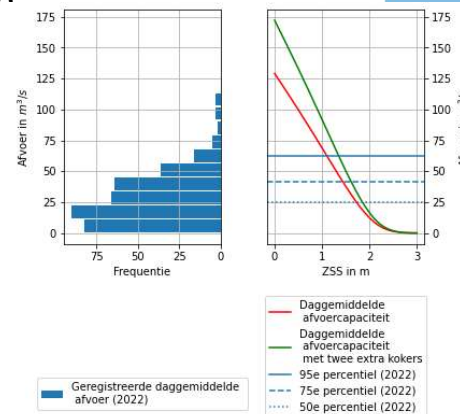 175
150
125
100
75
50
25
0
Afvoer in m³/s
75
50
25
0
Frequentie
175
150
125
100
75
50
25
0
0
1
2
3
ZSS in m
Daggemiddelde
afvoercapaciteit
Daggemiddelde
afvoercapaciteit
met twee extra kokers
95e percentiel (2022)
75e percentiel (2022)
50e percentiel (2022)
Geregistreerde daggemiddelde
afvoer (2022)